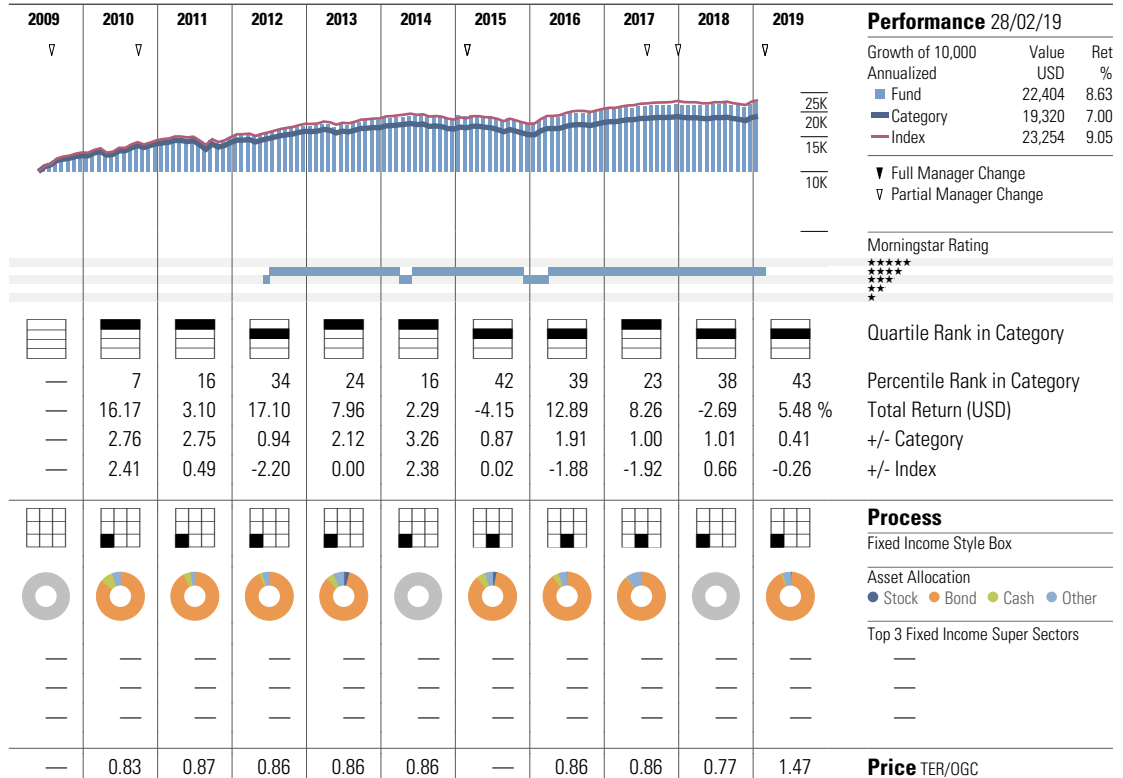 2009 2010 2011 2012 2013 2014 2015 2016 2017 2018 2019
Performance 28/02/19
Growth of 10,000 Value Ret
Annualized USD %
Fund 22,404 8.63
Category 19,320 7.00
Index 23,254 9.05
Full Manager Change
Partial Manager Change
25K
20K
15K
10K
Morningstar Rating
★★★★★
★★★★
★★★
★★
★
Quartile Rank in Category
— 7 16 34 24 16 42 39 23 38 43 Percentile Rank in Category
— 16.17 3.10 17.10 7.96 2.29 -4.15 12.89 8.26 -2.69 5.48 % Total Return (USD)
— 2.76 2.75 0.94 2.12 3.26 0.87 1.91 1.00 1.01 0.41 +/- Category
— 2.41 0.49 -2.20 0.00 2.38 0.02 -1.88 -1.92 0.66 -0.26 +/- Index
Process
Fixed Income Style Box
Asset Allocation
Stock Bond Cash Other
Top 3 Fixed Income Super Sectors
— — — — — — — — — — — —
— — — — — — — — — — — —
— — — — — — — — — — — —
— 0.83 0.87 0.86 0.86 0.86 — 0.86 0.86 0.77 1.47 Price TER/OGC